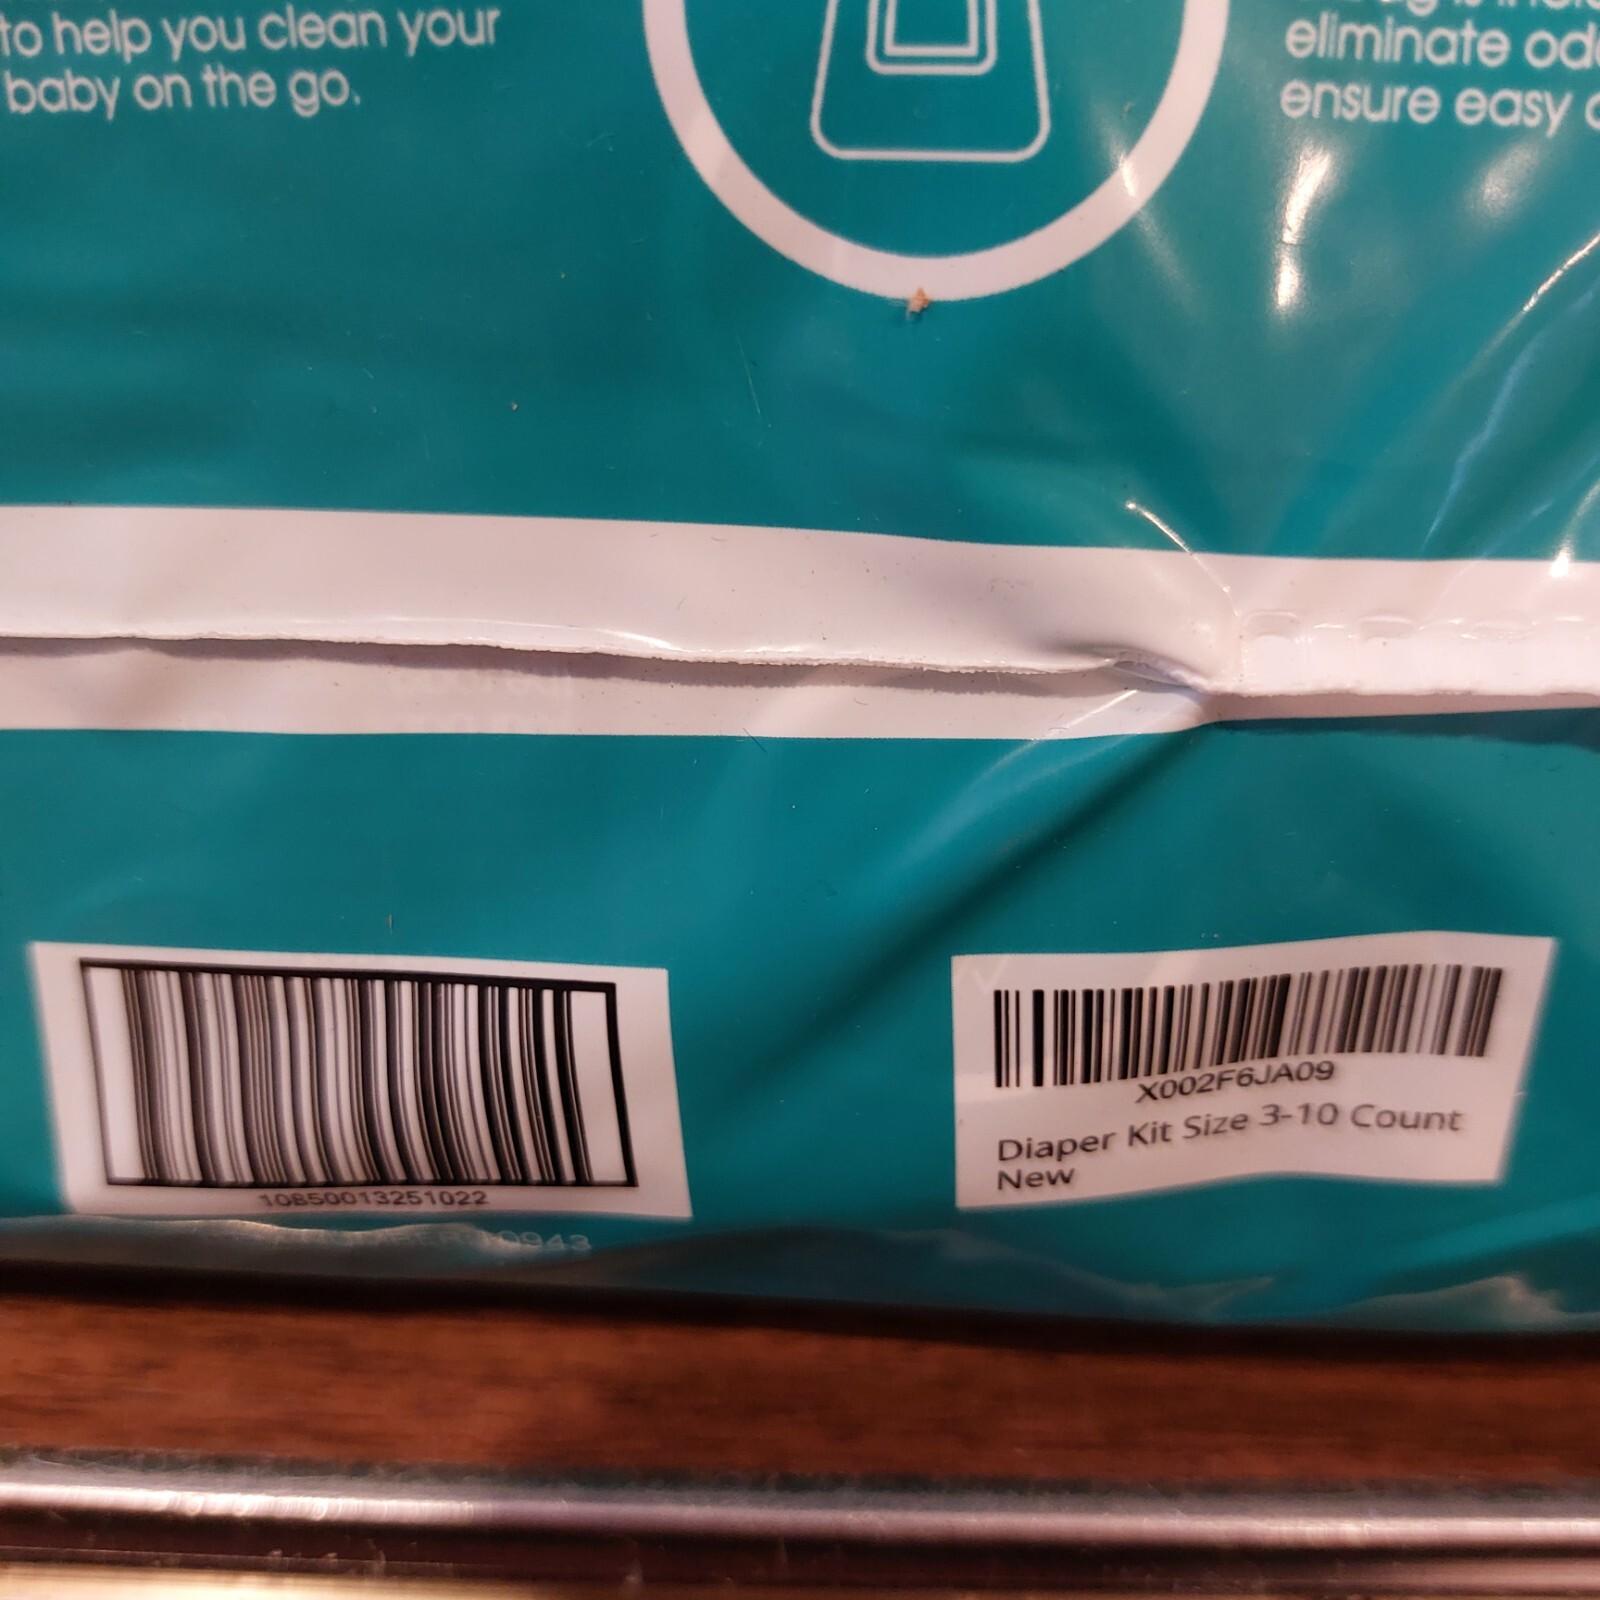 to help you clean your
baby on the go.
eliminate
ensure easy
10850013251022
0943
X002F6JA09
Diaper Kit Size 3-10 Count
New